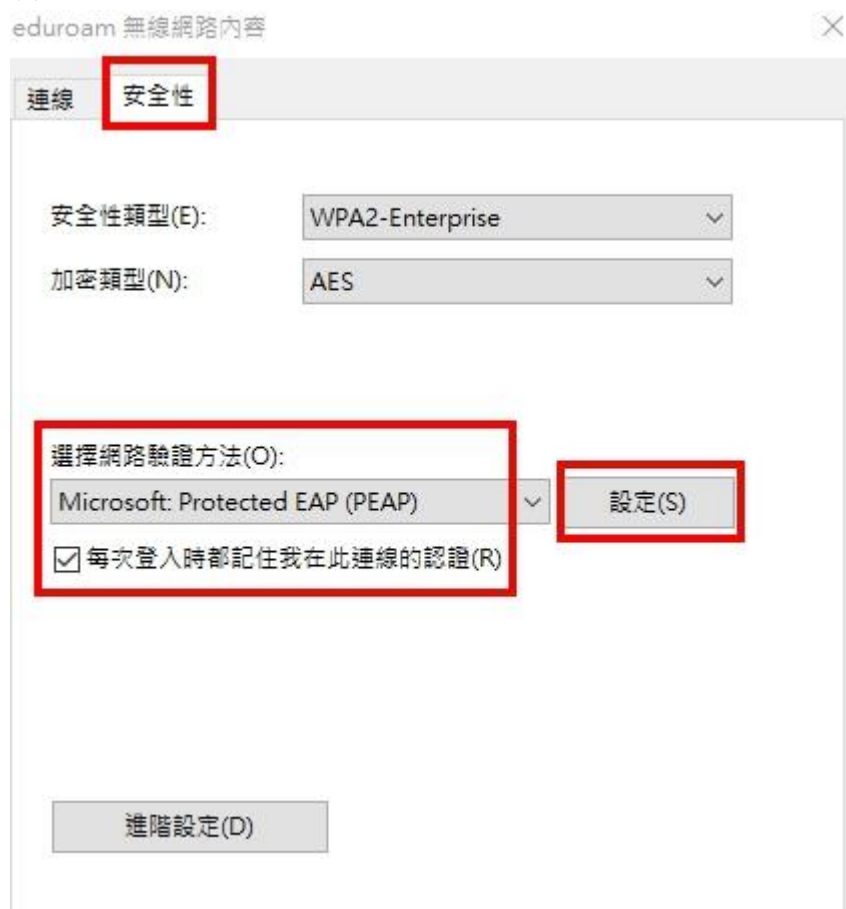 eduroam 無線網路內容
連線 安全性
安全性類型(E): WPA2-Enterprise
加密類型(N): AES
選擇網路驗證方法(O):
Microsoft: Protected EAP (PEAP) 設定(S)
每次登入時都記住我在此連線的認證(R)
進階設定(D)